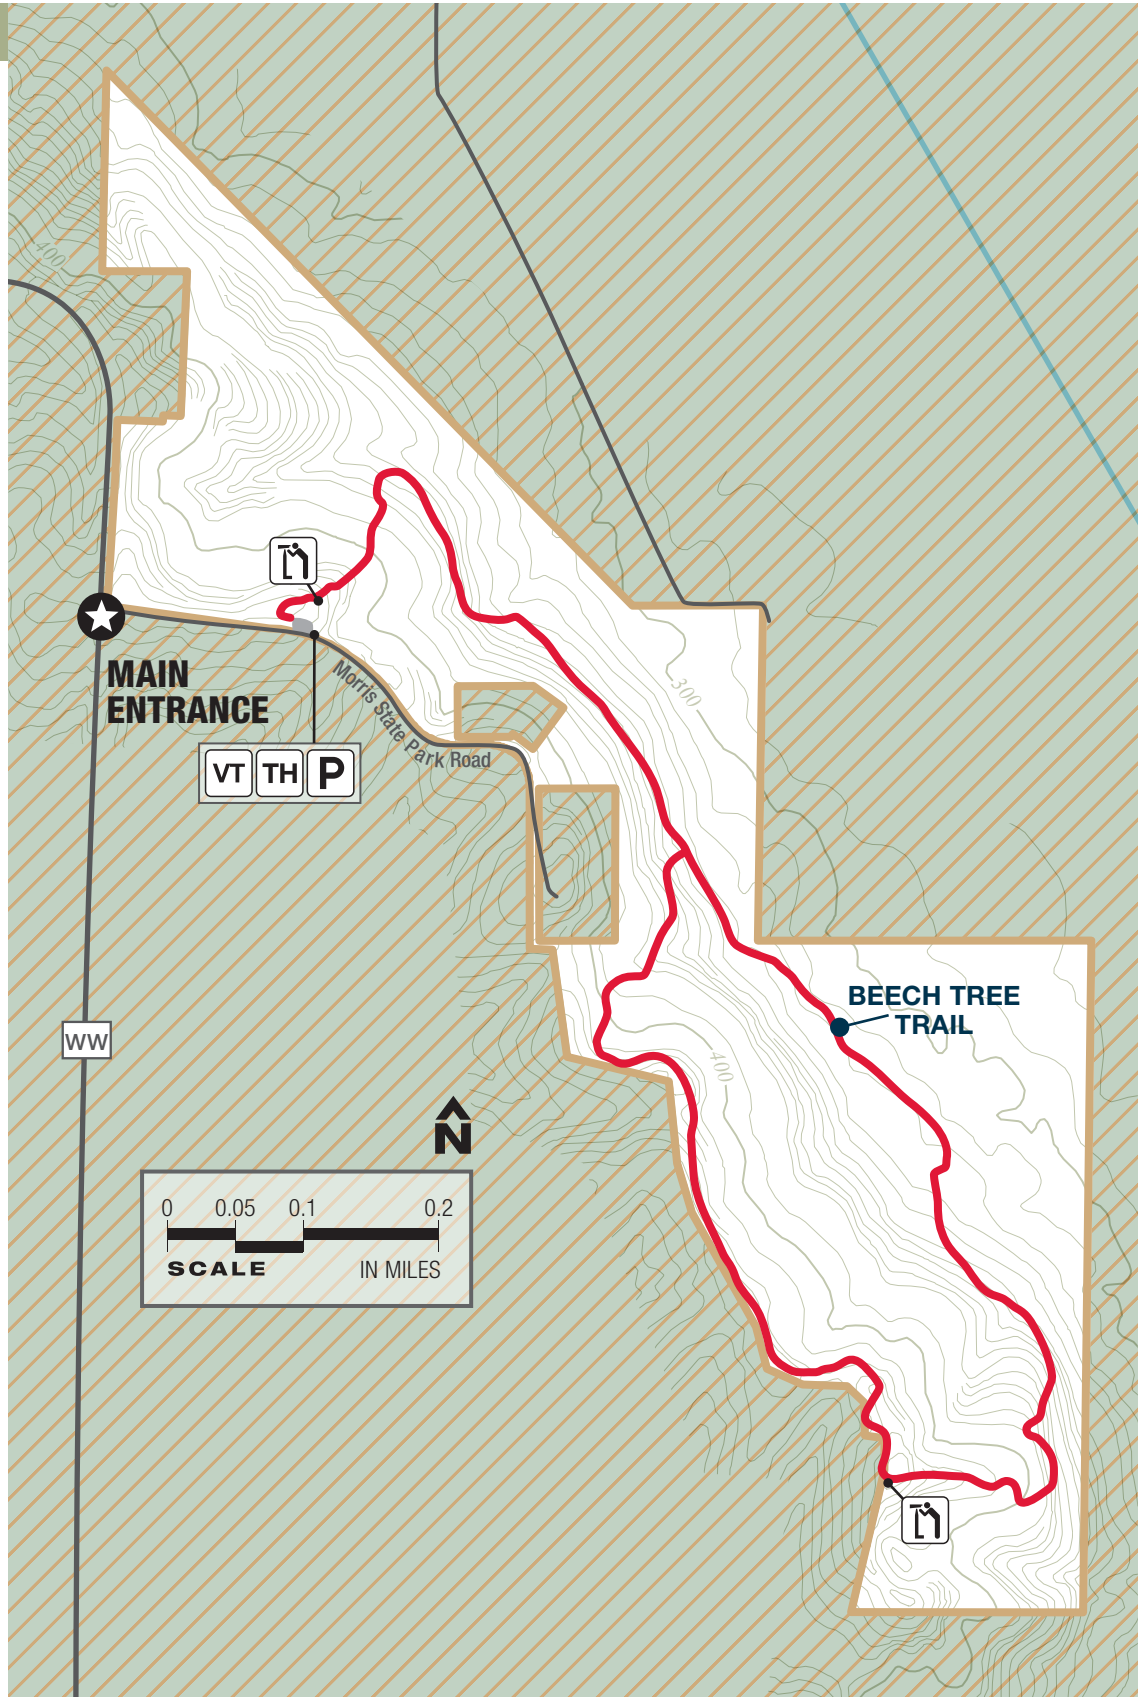 400
300
MAIN
ENTRANCE
Morris State Park Road
VT TH P
BEECH TREE
TRAIL
WW
400
N
0 0.05 0.1 0.2
SCALE IN MILES